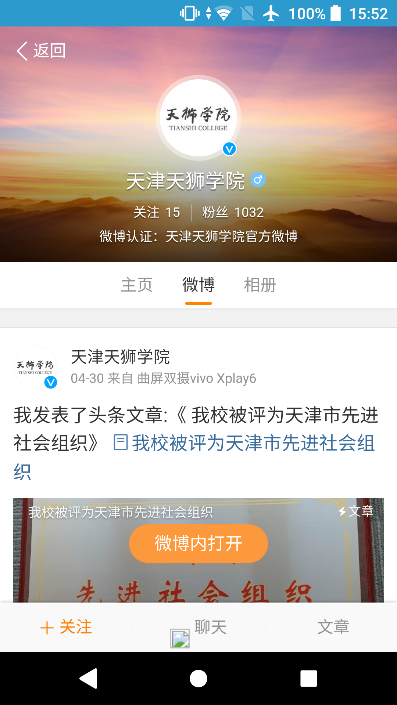 100% 15:52
返回
天狮学院
TIANSHI COLLEGE
天津天狮学院
关注 15 粉丝 1032
微博认证：天津天狮学院官方微博
主页 微博 相册
天狮学院
天津天狮学院
04-30 来自 曲屏双摄vivo Xplay6
我发表了头条文章:《 我校被评为天津市先进
社会组织》 我校被评为天津市先进社会组
织
我校被评为天津市先进社会组织 文章
微博内打开
先进社会组织
+ 关注 聊天 文章